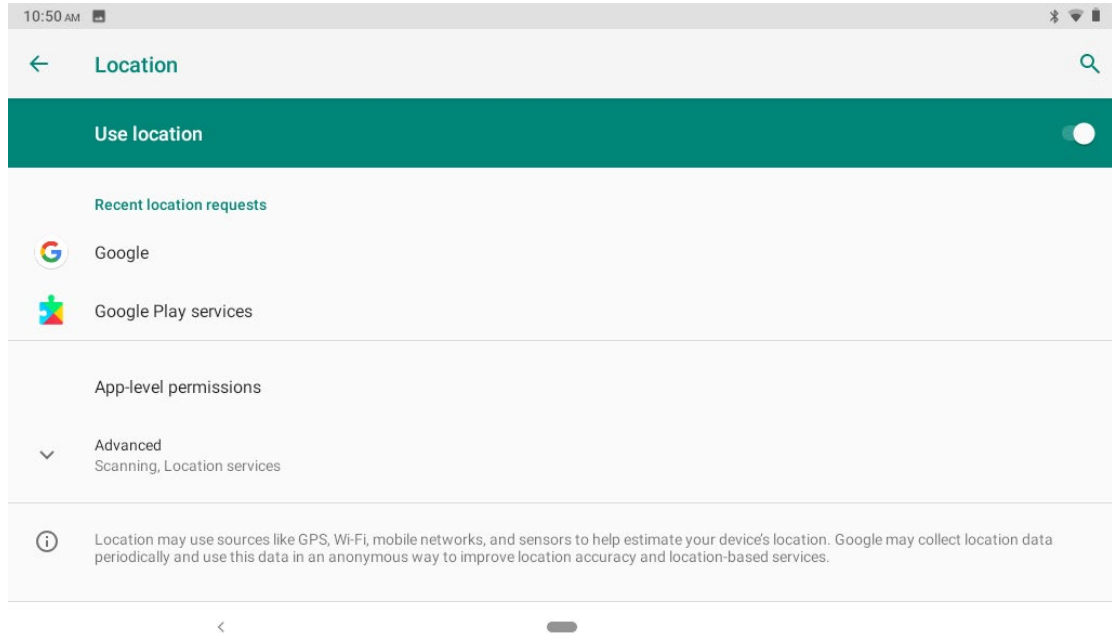 10:50 AM
Location
Use location
Recent location requests
Google
Google Play services
App-level permissions
Advanced
Scanning, Location services
Location may use sources like GPS, Wi-Fi, mobile networks, and sensors to help estimate your device's location. Google may collect location data
periodically and use this data in an anonymous way to improve location accuracy and location-based services.